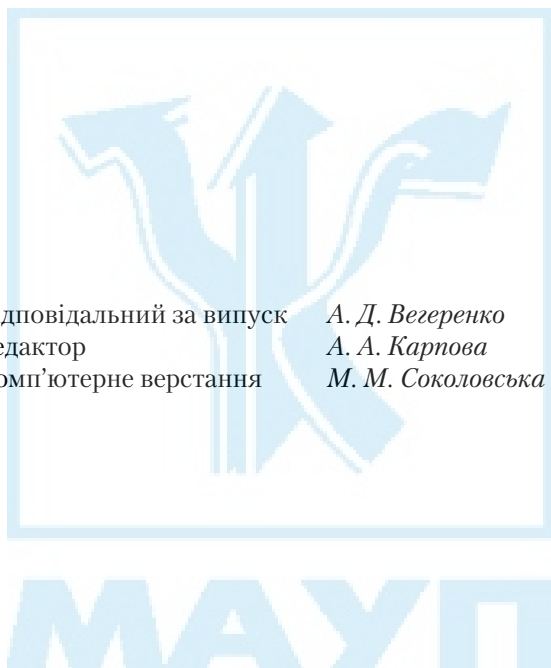 дповідальний за випуск А. Д. Вегеренко
едактор А. А. Карпова
омп'ютерне верстання М. М. Соколовська
МАУП